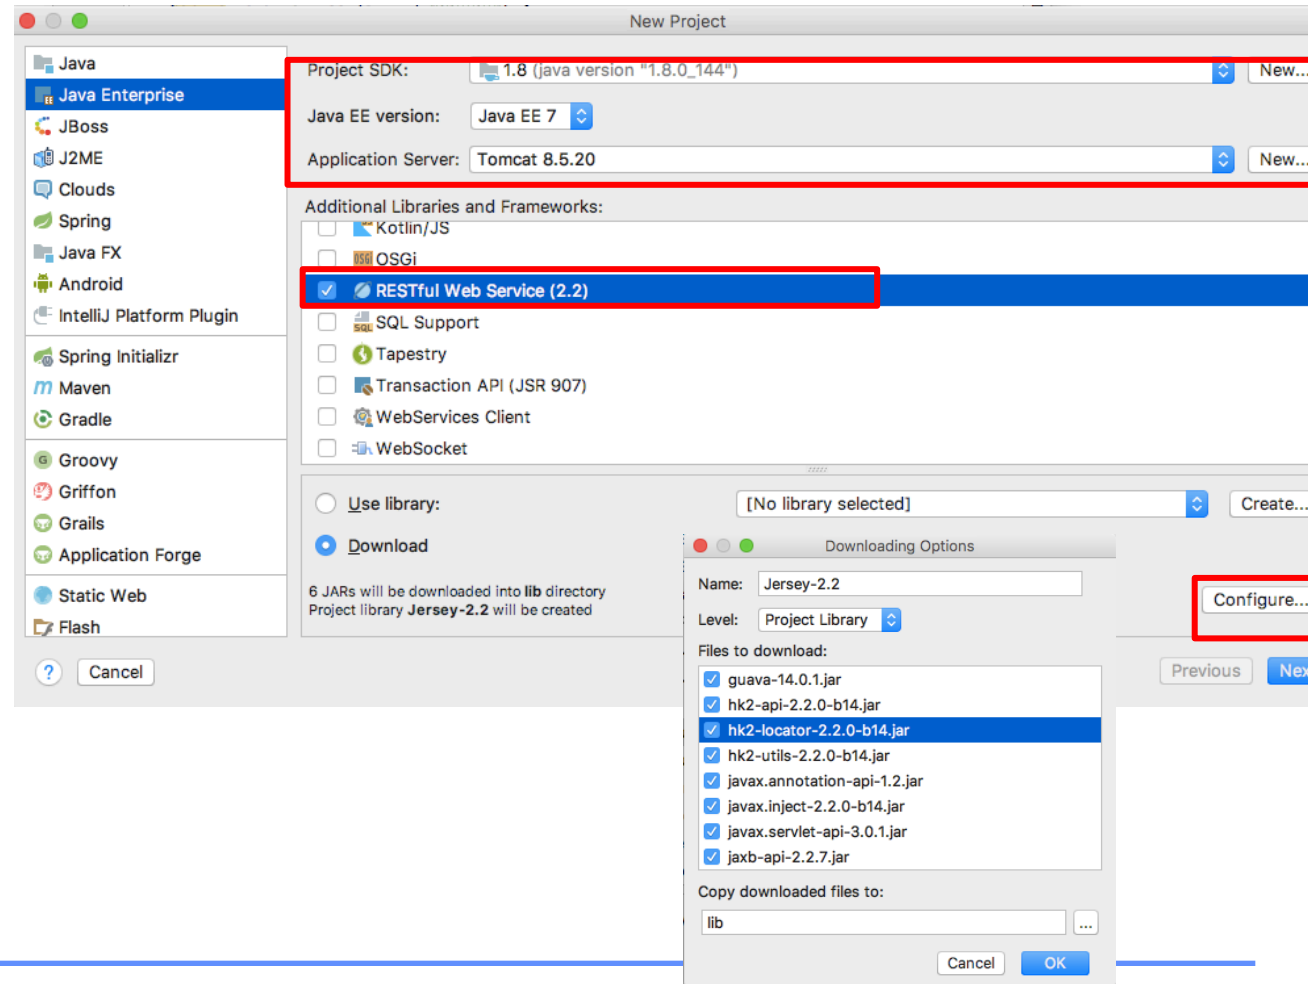 New Project
Java
Java Enterprise
JBoss
J2ME
Clouds
Spring
Java FX
Android
IntelliJ Platform Plugin
Spring Initializr
Maven
Gradle
Groovy
Griffon
Grails
Application Forge
Static Web
Flash
Project SDK: 1.8 (java version "1.8.0_144") New...
Java EE version: Java EE 7
Application Server: Tomcat 8.5.20 New...
Additional Libraries and Frameworks:
Kotlin/JS
OSGi
RESTful Web Service (2.2)
SQL Support
Tapestry
Transaction API (JSR 907)
WebServices Client
WebSocket
Use library: [No library selected] Create...
Download
6 JARs will be downloaded into lib directory
Project library Jersey-2.2 will be created
Configure...
? Cancel Previous Nex
Downloading Options
Name: Jersey-2.2
Level: Project Library
Files to download:
guava-14.0.1.jar
hk2-api-2.2.0-b14.jar
hk2-locator-2.2.0-b14.jar
hk2-utils-2.2.0-b14.jar
javax.annotation-api-1.2.jar
javax.inject-2.2.0-b14.jar
javax.servlet-api-3.0.1.jar
jaxb-api-2.2.7.jar
Copy downloaded files to:
lib ...
Cancel OK